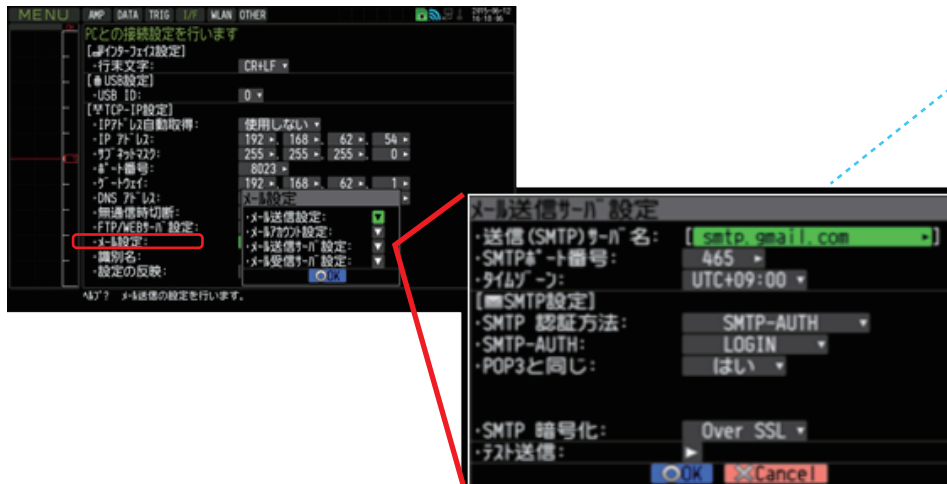 MENU AMP DATA TRIG I/F WLAN OTHER 2015-06-12 16:18:06
PCとの接続設定を行います
[インターフェイス設定]
・行末文字: CR+LF
[USB設定]
・USB ID: 0
[TCP-IP設定]
・IPアドレス自動取得: 使用しない
・IP アドレス: 192 . 168 . 62 . 54
・サブネットマスク: 255 . 255 . 255 . 0
・ポート番号: 8023
・ゲートウェイ: 192 . 168 . 62 . 1
・DNS アドレス:
・無通信時切断:
・FTP/WEBサーバ設定:
・メール設定:
・識別名:
・設定の反映:
メール設定
・メール送信設定:
・メールアカウント設定:
・メール送信サーバ設定:
・メール受信サーバ設定:
OK
ヘルプ? メール送信の設定を行います。
メール送信サーバ設定
・送信(SMTP)サーバ名: [ smtp.gmail.com ]
・SMTPポート番号: 465
・タイムゾーン: UTC+09:00
[SMTP設定]
・SMTP 認証方法: SMTP-AUTH
・SMTP-AUTH: LOGIN
・POP3と同じ: はい
・SMTP 暗号化: Over SSL
・テスト送信:
OK Cancel